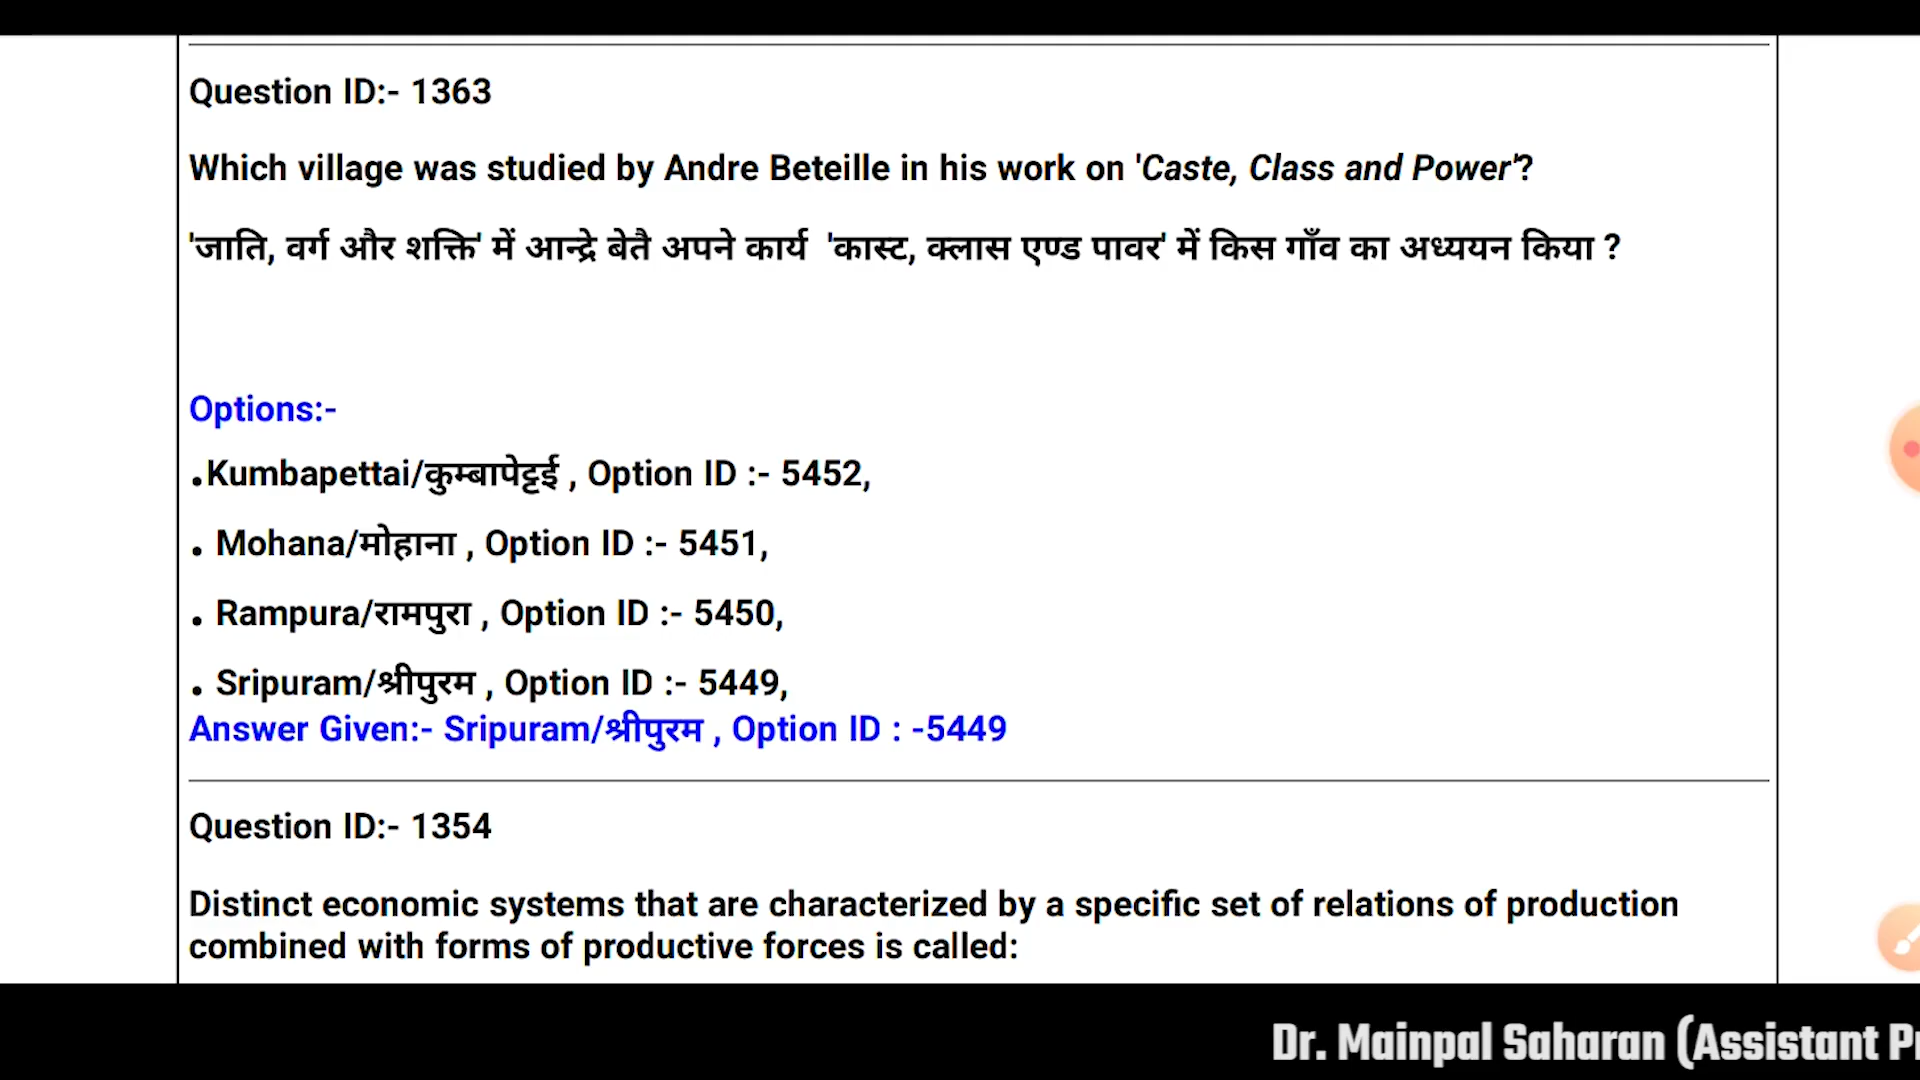 Question ID:- 1363
Which village was studied by Andre Beteille in his work on 'Caste, Class and Power'?
'जाति, वर्ग और शक्ति' में आन्द्रे बेतै अपने कार्य 'कास्ट, क्लास एण्ड पावर' में किस गाँव का अध्ययन किया ?
Options:-
.Kumbapettai/कुम्बापेट्टई , Option ID :- 5452,
. Mohana/मोहाना , Option ID :- 5451,
. Rampura/रामपुरा , Option ID :- 5450,
. Sripuram/श्रीपुरम , Option ID :- 5449,
Answer Given:- Sripuram/श्रीपुरम , Option ID : -5449
Question ID:- 1354
Distinct economic systems that are characterized by a specific set of relations of production
combined with forms of productive forces is called:
Dr. Mainpal Saharan (Assistant Pr